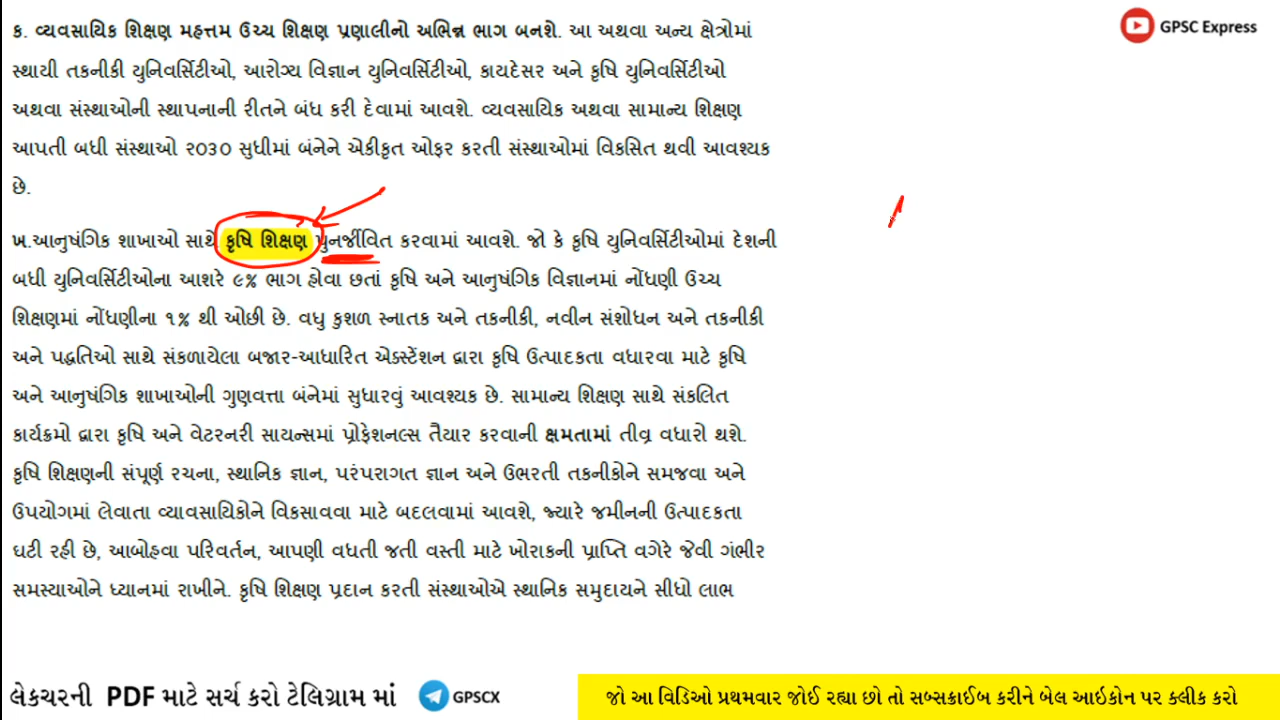 GPSC Express
ક. વ્યવસાયિક શિક્ષણ મહત્તમ ઉચ્ચ શિક્ષણ પ્રણાલીનો અભિન્ન ભાગ બનશે. આ અથવા અન્ય ક્ષેત્રોમાં
સ્થાયી તકનીકી યુનિવર્સિટીઓ, આરોગ્ય વિજ્ઞાન યુનિવર્સિટીઓ, કાયદેસર અને કૃષિ યુનિવર્સિટીઓ
અથવા સંસ્થાઓની સ્થાપનાની રીતને બંધ કરી દેવામાં આવશે. વ્યવસાયિક અથવા સામાન્ય શિક્ષણ
આપતી બધી સંસ્થાઓ ૨૦૩૦ સુધીમાં બંનેને એકીકૃત ઓફર કરતી સંસ્થાઓમાં વિકસિત થવી આવશ્યક
છે.
ખ.આનુષંગિક શાખાઓ સાથે કૃષિ શિક્ષણ પુનર્જીવિત કરવામાં આવશે. જો કે કૃષિ યુનિવર્સિટીઓમાં દેશની
બધી યુનિવર્સિટીઓના આશરે ૯% ભાગ હોવા છતાં કૃષિ અને આનુષંગિક વિજ્ઞાનમાં નોંધણી ઉચ્ચ
શિક્ષણમાં નોંધણીના ૧% થી ઓછી છે. વધુ કુશળ સ્નાતક અને તકનીકી, નવીન સંશોધન અને તકનીકી
અને પદ્ધતિઓ સાથે સંકળાયેલા બજાર-આધારિત એક્સ્ટેંશન દ્વારા કૃષિ ઉત્પાદકતા વધારવા માટે કૃષિ
અને આનુષંગિક શાખાઓની ગુણવત્તા બંનેમાં સુધારવું આવશ્યક છે. સામાન્ય શિક્ષણ સાથે સંકલિત
કાર્યક્રમો દ્વારા કૃષિ અને વેટરનરી સાયન્સમાં પ્રોફેશનલ્સ તૈયાર કરવાની ક્ષમતામાં તીવ્ર વધારો થશે.
કૃષિ શિક્ષણની સંપૂર્ણ રચના, સ્થાનિક જ્ઞાન, પરંપરાગત જ્ઞાન અને ઉભરતી તકનીકોને સમજવા અને
ઉપયોગમાં લેવાતા વ્યાવસાયિકોને વિકસાવવા માટે બદલવામાં આવશે, જ્યારે જમીનની ઉત્પાદકતા
ઘટી રહી છે, આબોહવા પરિવર્તન, આપણી વધતી જતી વસ્તી માટે ખોરાકની પ્રાપ્તિ વગેરે જેવી ગંભીર
સમસ્યાઓને ધ્યાનમાં રાખીને. કૃષિ શિક્ષણ પ્રદાન કરતી સંસ્થાઓએ સ્થાનિક સમુદાયને સીધો લાભ
લેકચરની PDF માટે સર્ચ કરો ટેલિગ્રામ માં GPSCX
જો આ વિડિઓ પ્રથમવાર જોઈ રહ્યા છો તો સબ્સક્રાઈબ કરીને બેલ આઇકોન પર ક્લીક કરો